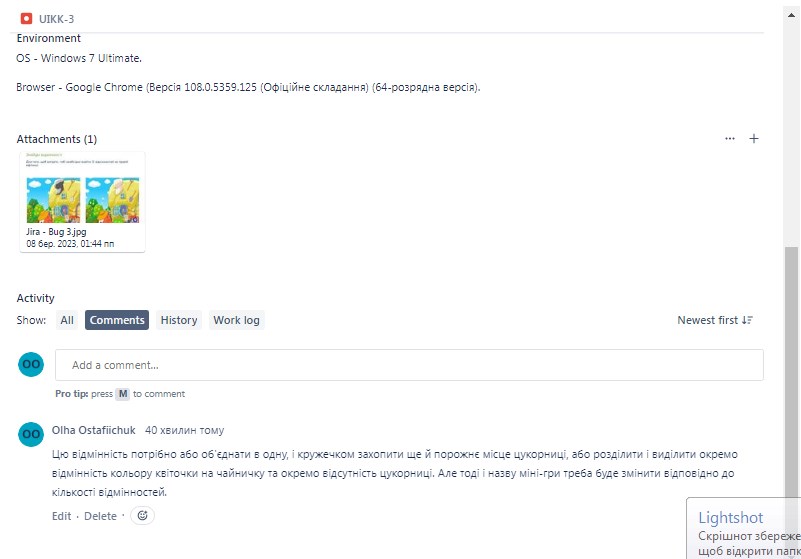 UIKK-3
Environment
OS - Windows 7 Ultimate.
Browser - Google Chrome (Версія 108.0.5359.125 (Офіційне складання) (64-розрядна версія).
Attachments (1)
Jira - Bug 3.jpg
08 бер. 2023, 01:44 пп
Activity
Show: All Comments History Work log Newest first
OO Add a comment...
Pro tip: press M to comment
OO Olha Ostafiichuk 40 хвилин тому
Цю відмінність потрібно або об'єднати в одну, і кружечком захопити ще й порожнє місце цукорниці, або розділити і виділити окремо
відмінність кольору квіточки на чайничку та окремо відсутність цукорниці. Але тоді і назву міні-гри треба буде змінити відповідно до
кількості відмінностей.
Edit · Delete ·
Lightshot
Скріншот збереже
щоб відкрити папк